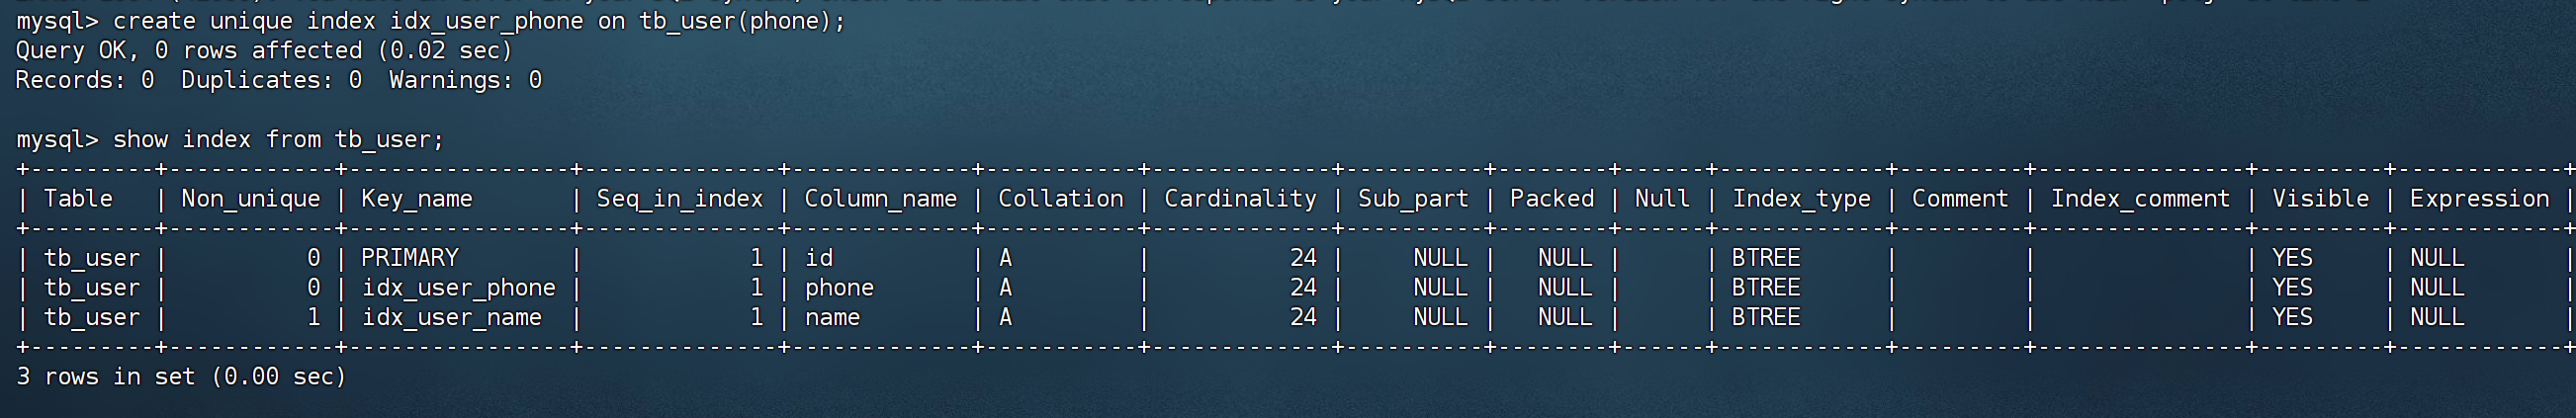 mysql> create unique index idx_user_phone on tb_user(phone);
Query OK, 0 rows affected (0.02 sec)
Records: 0  Duplicates: 0  Warnings: 0
mysql> show index from tb_user;
+---------+------------+----------------+--------------+-------------+-----------+-------------+----------+--------+------+------------+---------+---------------+---------+------------+
| Table   | Non_unique | Key_name       | Seq_in_index | Column_name | Collation | Cardinality | Sub_part | Packed | Null | Index_type | Comment | Index_comment | Visible | Expression |
+---------+------------+----------------+--------------+-------------+-----------+-------------+----------+--------+------+------------+---------+---------------+---------+------------+
| tb_user |          0 | PRIMARY        |            1 | id          | A         |          24 |     NULL |   NULL |      | BTREE      |         |               | YES     | NULL       |
| tb_user |          0 | idx_user_phone |            1 | phone       | A         |          24 |     NULL |   NULL |      | BTREE      |         |               | YES     | NULL       |
| tb_user |          1 | idx_user_name  |            1 | name        | A         |          24 |     NULL |   NULL |      | BTREE      |         |               | YES     | NULL       |
+---------+------------+----------------+--------------+-------------+-----------+-------------+----------+--------+------+------------+---------+---------------+---------+------------+
3 rows in set (0.00 sec)